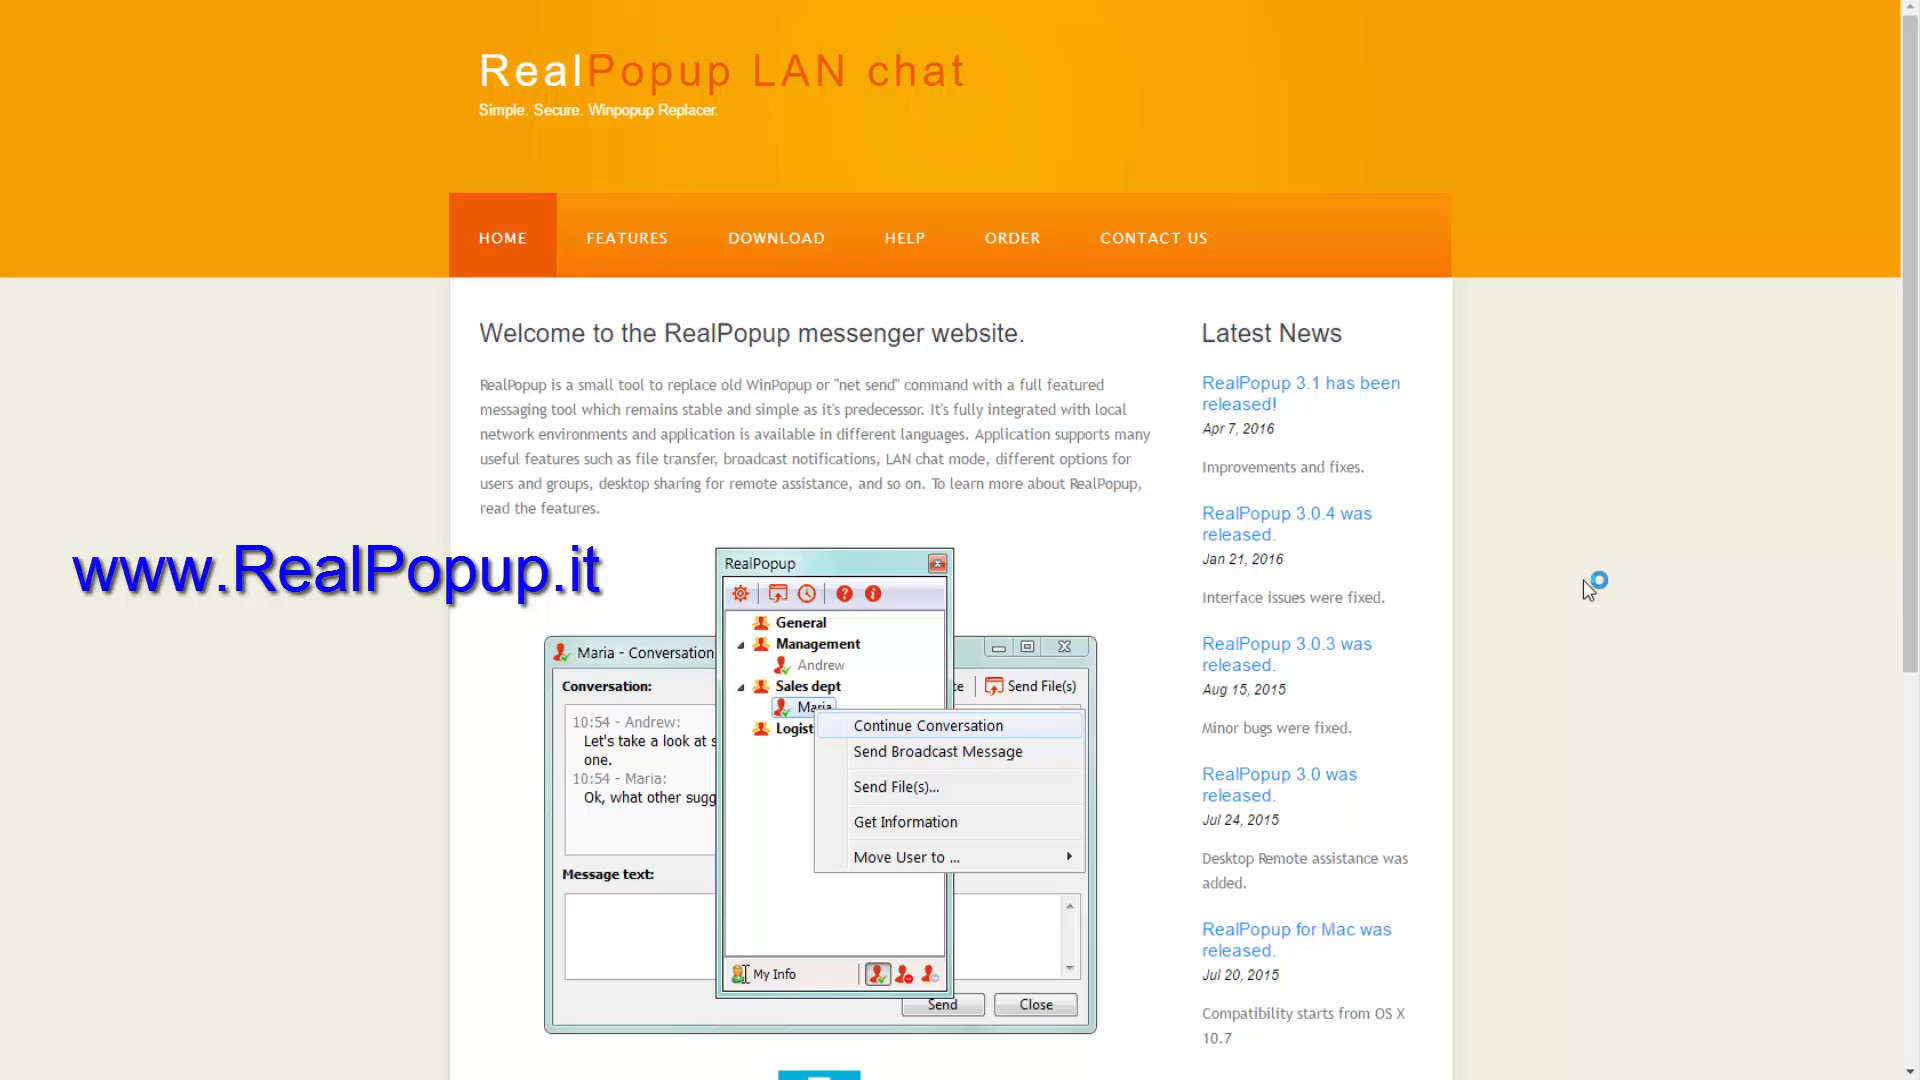 RealPopup LAN chat
Simple. Secure. Winpopup Replacer.
HOME FEATURES DOWNLOAD HELP ORDER CONTACT US
Welcome to the RealPopup messenger website.
RealPopup is a small tool to replace old WinPopup or "net send" command with a full featured
messaging tool which remains stable and simple as it's predecessor. It's fully integrated with local
network environments and application is available in different languages. Application supports many
useful features such as file transfer, broadcast notifications, LAN chat mode, different options for
users and groups, desktop sharing for remote assistance, and so on. To learn more about RealPopup,
read the features.
www.RealPopup.it
RealPopup
General
Management
Andrew
Sales dept
Maria
Logist
Continue Conversation
Send Broadcast Message
Send File(s)...
Get Information
Move User to ...
My Info
Maria - Conversation
Conversation:
te
Send File(s)
10:54 - Andrew:
Let's take a look at s
one.
10:54 - Maria:
Ok, what other sugg
Message text:
Send
Close
Latest News
RealPopup 3.1 has been
released!
Apr 7, 2016
Improvements and fixes.
RealPopup 3.0.4 was
released.
Jan 21, 2016
Interface issues were fixed.
RealPopup 3.0.3 was
released.
Aug 15, 2015
Minor bugs were fixed.
RealPopup 3.0 was
released.
Jul 24, 2015
Desktop Remote assistance was
added.
RealPopup for Mac was
released.
Jul 20, 2015
Compatibility starts from OS X
10.7